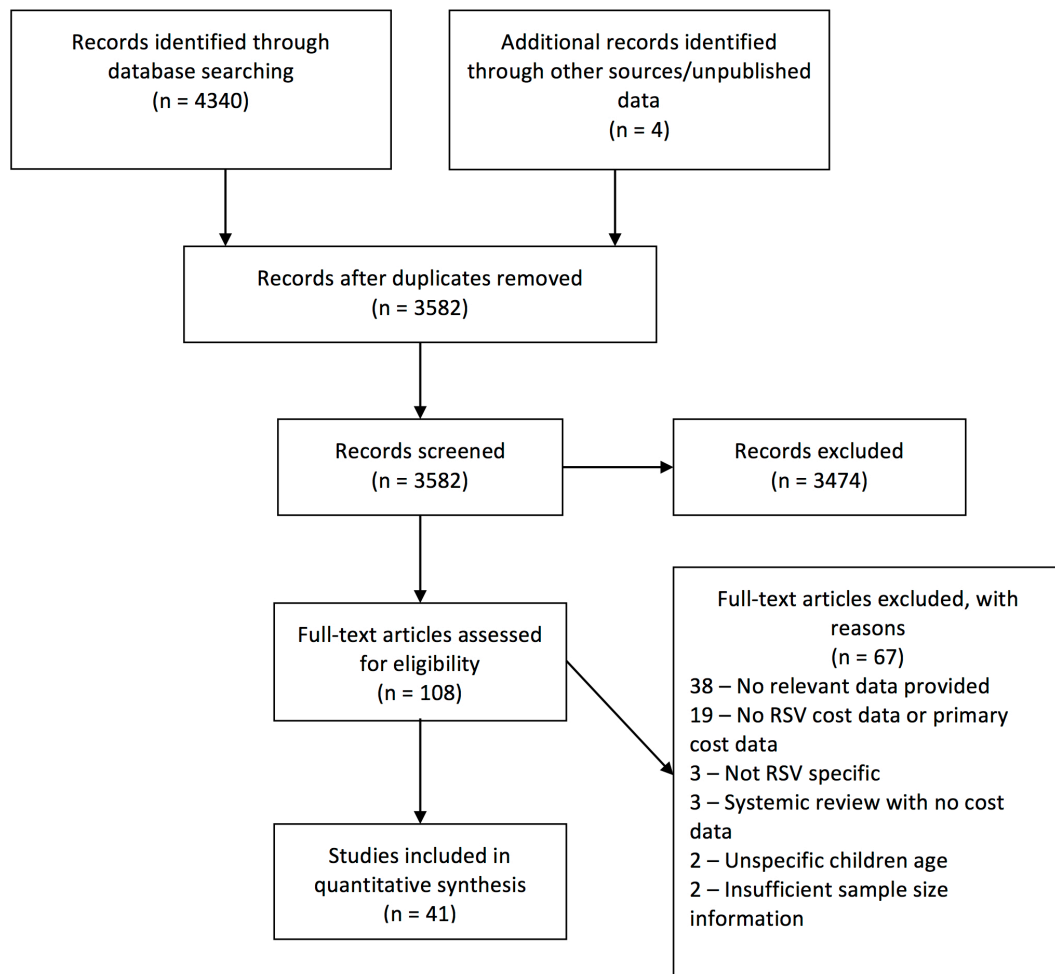 Records identified through
database searching
(n = 4340)
Additional records identified
through other sources/unpublished
data
(n = 4)
Records after duplicates removed
(n = 3582)
Records screened
(n = 3582)
Records excluded
(n = 3474)
Full-text articles assessed
for eligibility
(n = 108)
Full-text articles excluded, with
reasons
(n = 67)
38 – No relevant data provided
19 – No RSV cost data or primary
cost data
3 – Not RSV specific
3 – Systemic review with no cost
data
2 – Unspecific children age
2 – Insufficient sample size
information
Studies included in
quantitative synthesis
(n = 41)